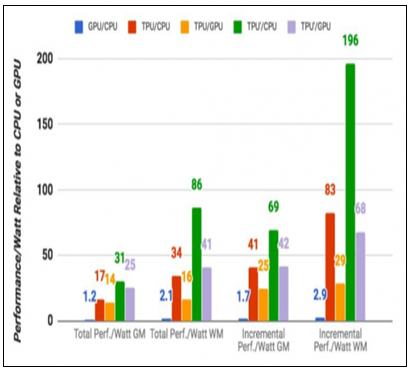 GPU/CPU TPU/CPU TPU/GPU TPU'/CPU TPU'/GPU
Performance/Watt Relative to CPU or GPU
200
150
100
50
0
1.2 17 14 31 25
2.1 34 16 86 41
1.7 41 25 69 42
2.9 83 29 196 68
Total Perf./Watt GM
Total Perf./Watt WM
Incremental
Perf./Watt GM
Incremental
Perf./Watt WM